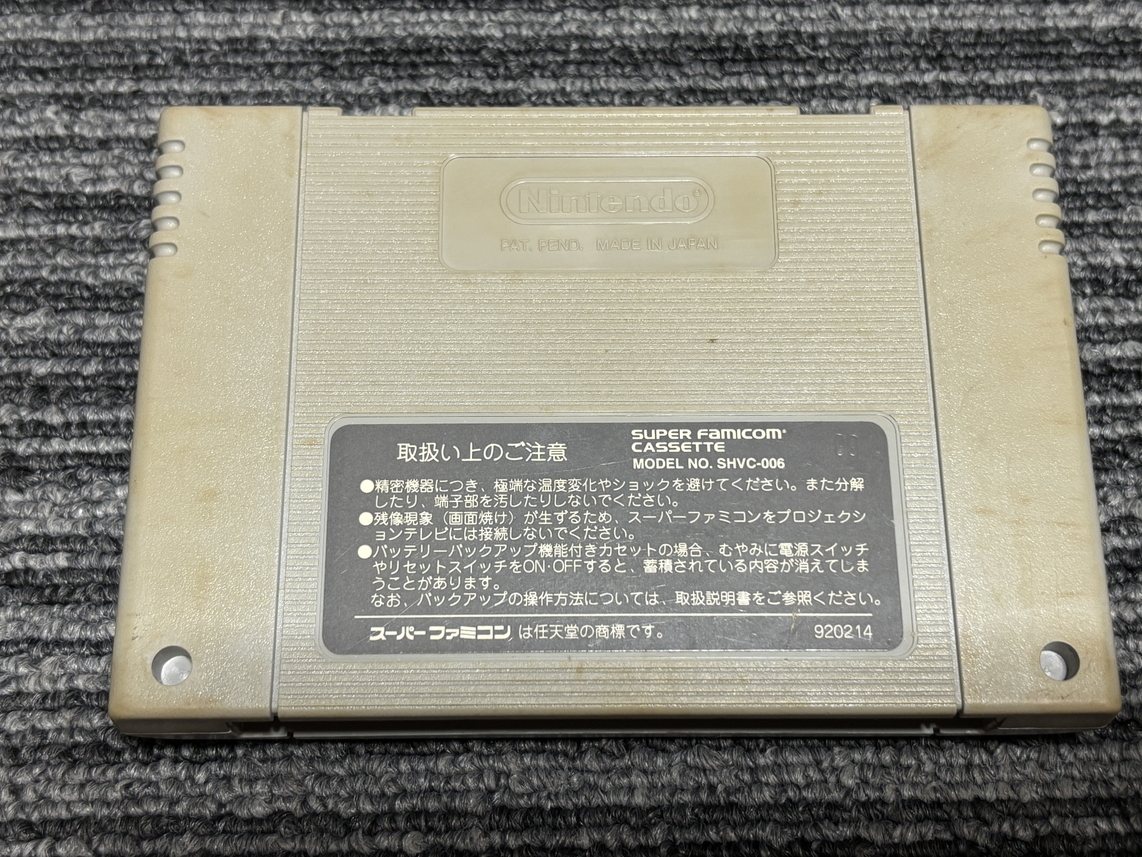 Nintendo®
PAT. PEND. MADE IN JAPAN
取扱い上のご注意
SUPER FAMICOM®
CASSETTE
MODEL NO. SHVC-006
●精密機器につき、極端な温度変化やショックを避けてください。また分解
したり、端子部を汚したりしないでください。
●残像現象（画面焼け）が生ずるため、スーパーファミコンをプロジェクシ
ョンテレビには接続しないでください。
●バッテリーバックアップ機能付きカセットの場合、むやみに電源スイッチ
やリセットスイッチをON・OFFすると、蓄積されている内容が消えてしま
うことがあります。
なお、バックアップの操作方法については、取扱説明書をご参照ください。
スーパーファミコンは任天堂の商標です。
920214